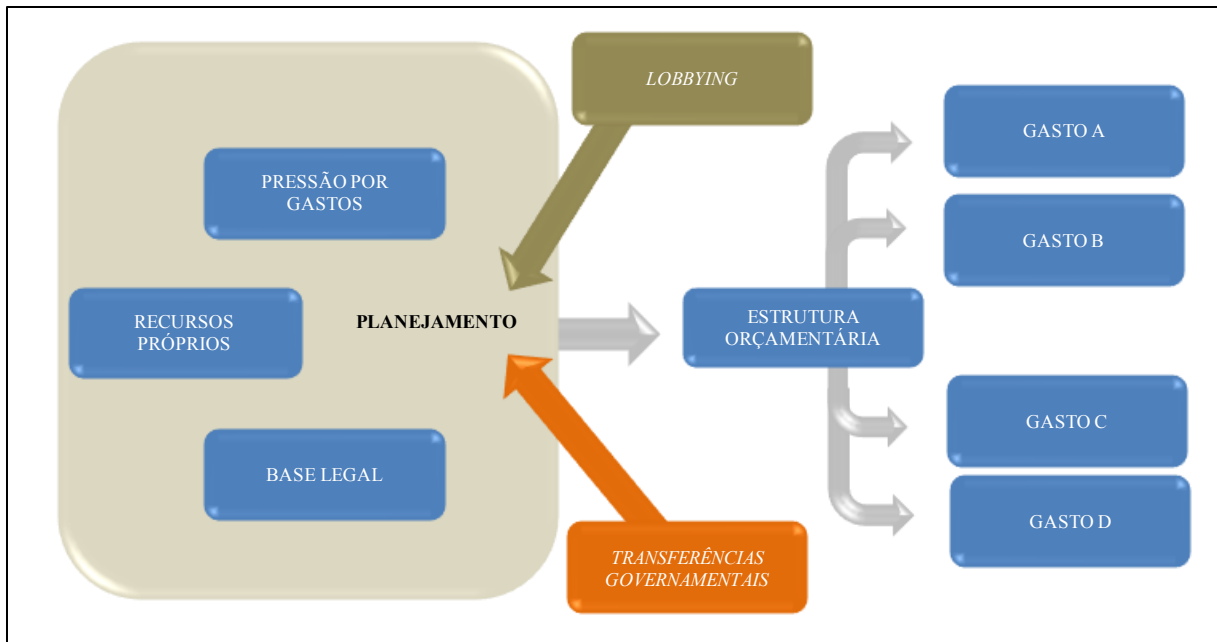 LOBBYING
PRESSÃO POR
GASTOS
RECURSOS
PRÓPRIOS
PLANEJAMENTO
BASE LEGAL
TRANSFERÊNCIAS
GOVERNAMENTAIS
ESTRUTURA
ORÇAMENTÁRIA
GASTO A
GASTO B
GASTO C
GASTO D